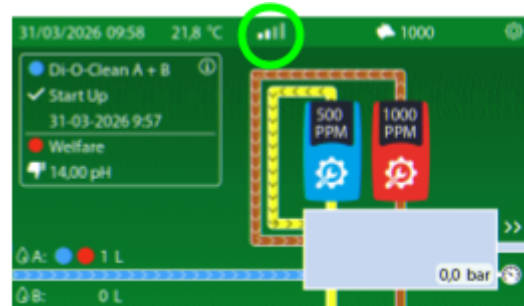 31/03/2026 09:58 21,8 °C 1000
Di-O-Clean A + B
Start Up
31-03-2026 9:57
Welfare
14,00 pH
500 PPM
1000 PPM
A: 1 L
0,0 bar
B: 0 L